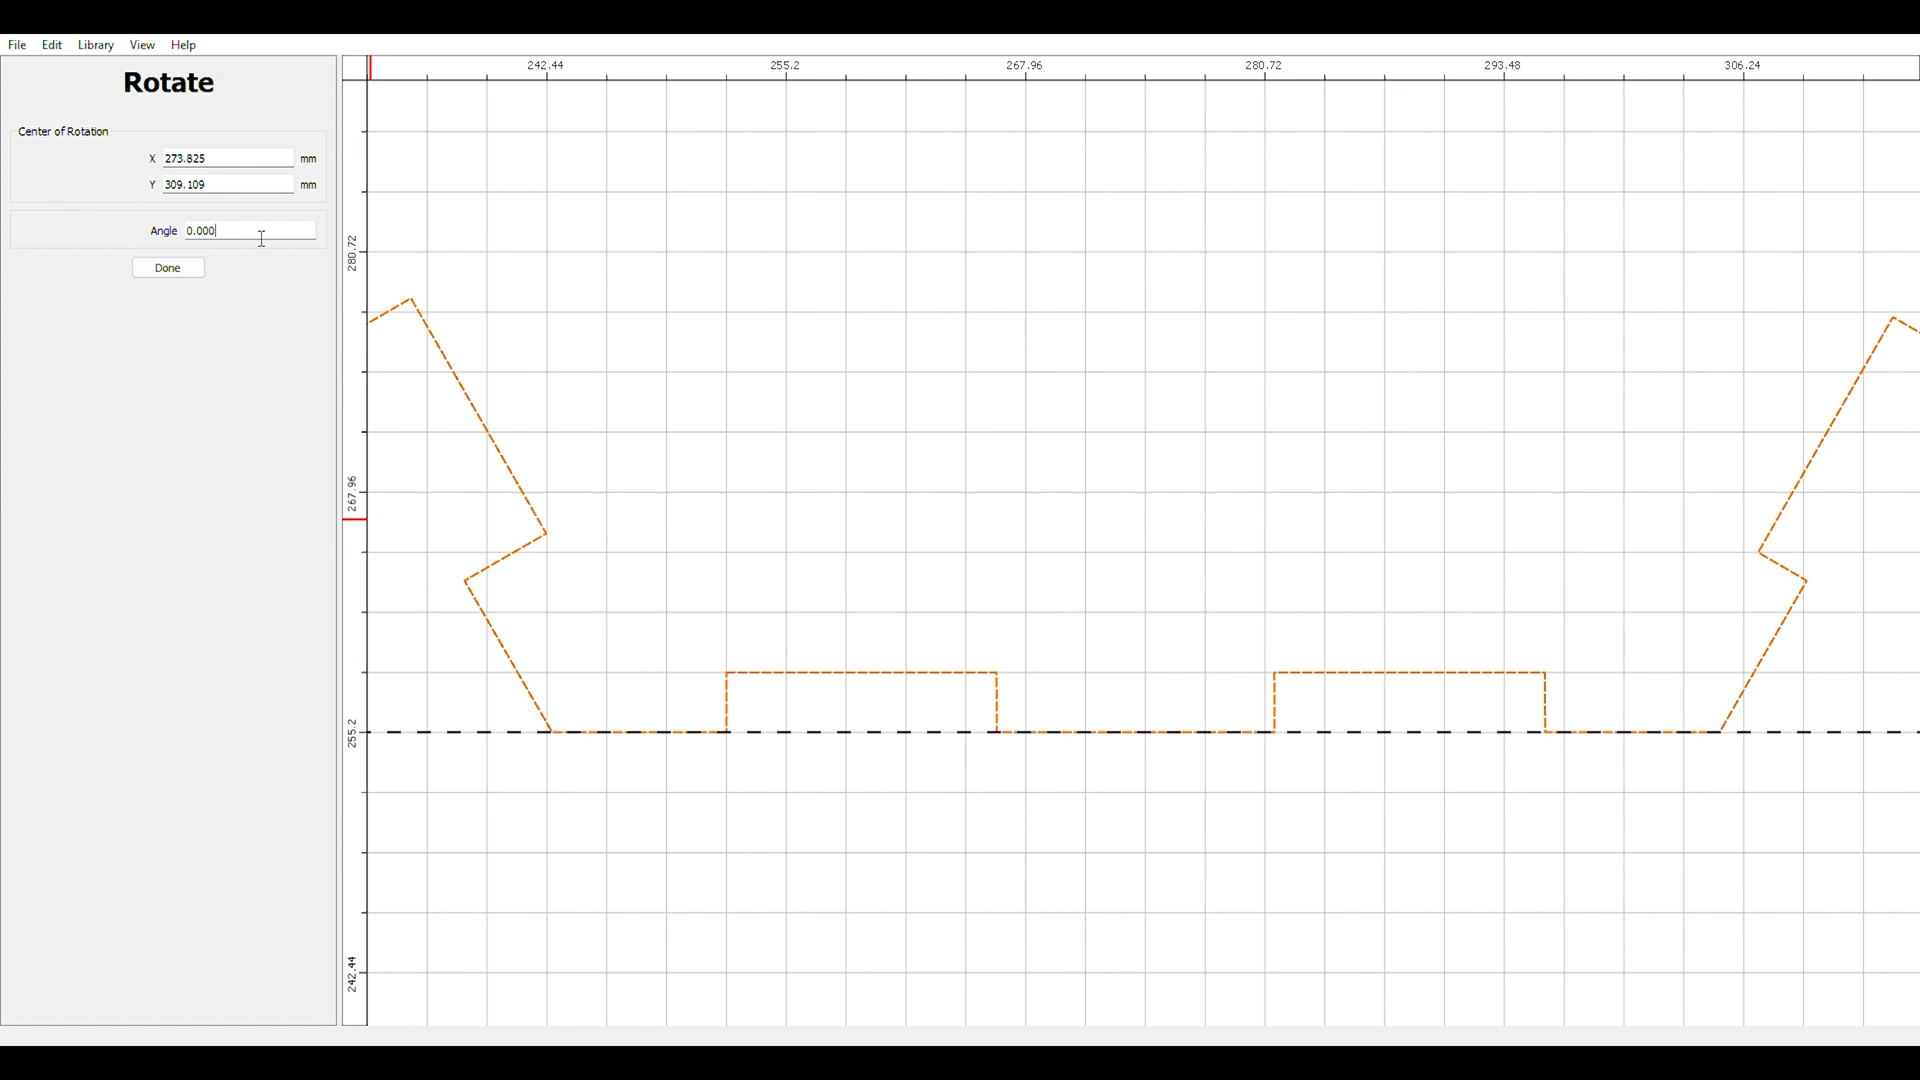 File Edit Library View Help
Rotate
Center of Rotation
X 273.825 mm
Y 309.109 mm
Angle 0.000
Done
242.44 255.2 267.96 280.72 293.48 306.24
280.72
267.96
255.2
242.44